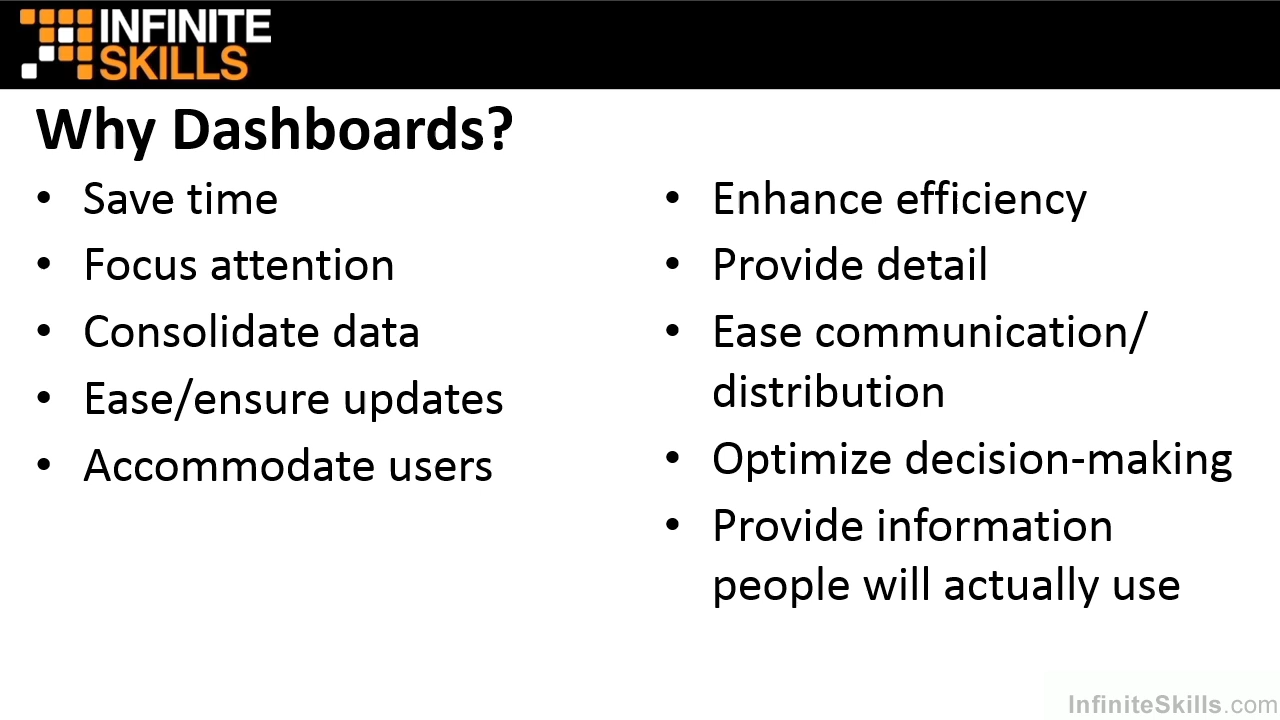 INFINITE
SKILLS
Why Dashboards?
• Save time
• Focus attention
• Consolidate data
• Ease/ensure updates
• Accommodate users
• Enhance efficiency
• Provide detail
• Ease communication/
distribution
• Optimize decision-making
• Provide information
people will actually use
InfiniteSkills.com